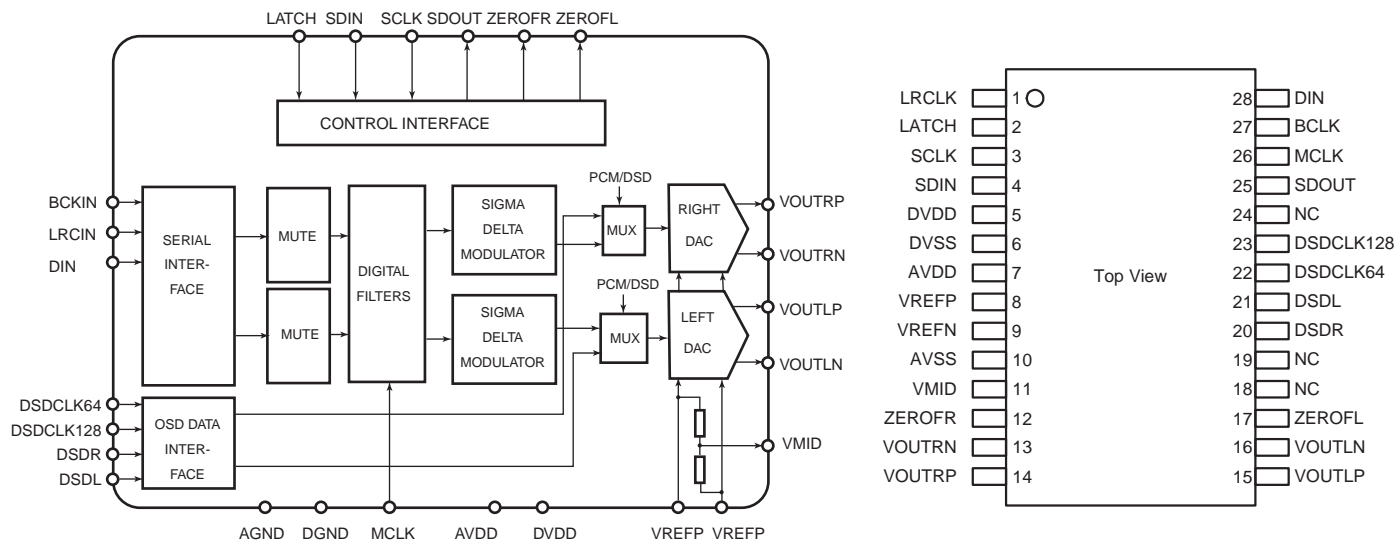 LATCH SDIN SCLK SDOUT ZEROFR ZEROFL
CONTROL INTERFACE
BCKIN
LRCIN
DIN
SERIAL
INTER-
FACE
MUTE
MUTE
DIGITAL
FILTERS
SIGMA
DELTA
MODULATOR
SIGMA
DELTA
MODULATOR
PCM/DSD
MUX
PCM/DSD
MUX
RIGHT
DAC
LEFT
DAC
VOUTRP
VOUTRN
VOUTLP
VOUTLN
VMID
DSDCLK64
DSDCLK128
DSDR
DSDL
OSD DATA
INTER-
FACE
AGND DGND MCLK AVDD DVDD VREFP VREFP
LRCLK 1 28 DIN
LATCH 2 27 BCLK
SCLK 3 26 MCLK
SDIN 4 25 SDOUT
DVDD 5 24 NC
DVSS 6 23 DSDCLK128
AVDD 7 22 DSDCLK64
Top View
VREFP 8 21 DSDL
VREFN 9 20 DSDR
AVSS 10 19 NC
VMID 11 18 NC
ZEROFR 12 17 ZEROFL
VOUTRN 13 16 VOUTLN
VOUTRP 14 15 VOUTLP